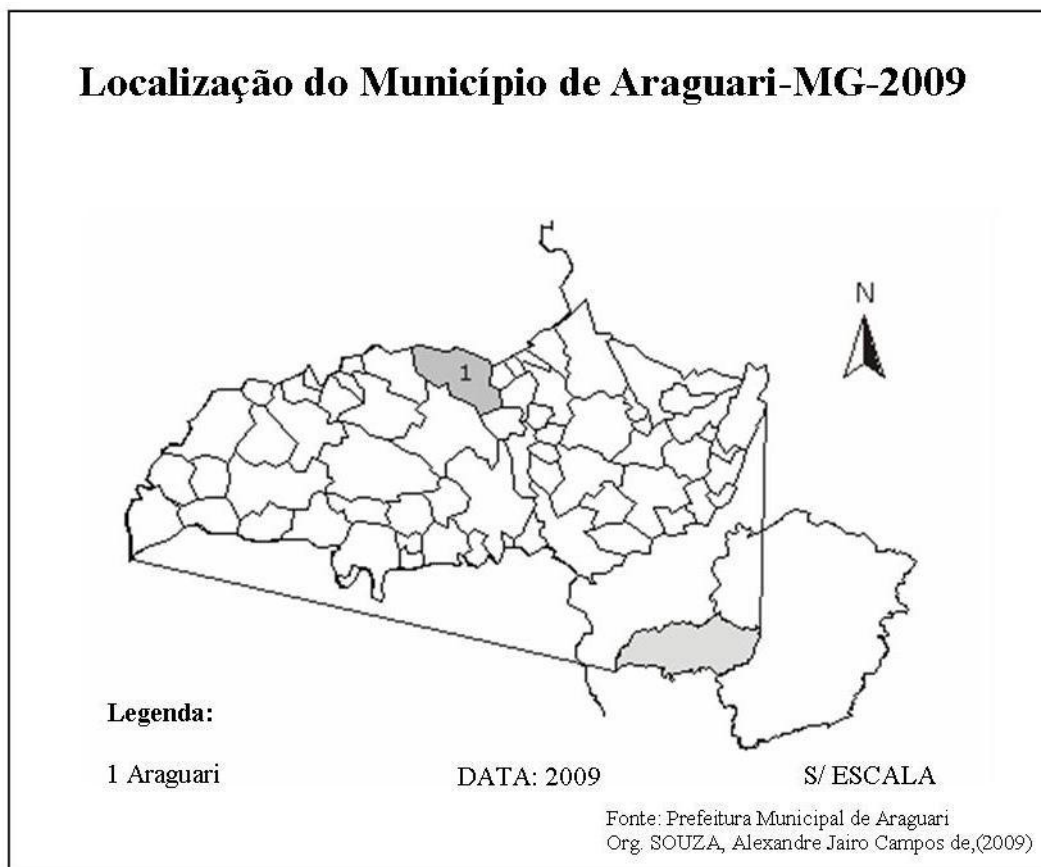 Localização do Município de Araguari-MG-2009
N
1
Legenda:
1 Araguari
DATA: 2009
S/ ESCALA
Fonte: Prefeitura Municipal de Araguari
Org. SOUZA, Alexandre Jairo Campos de,(2009)